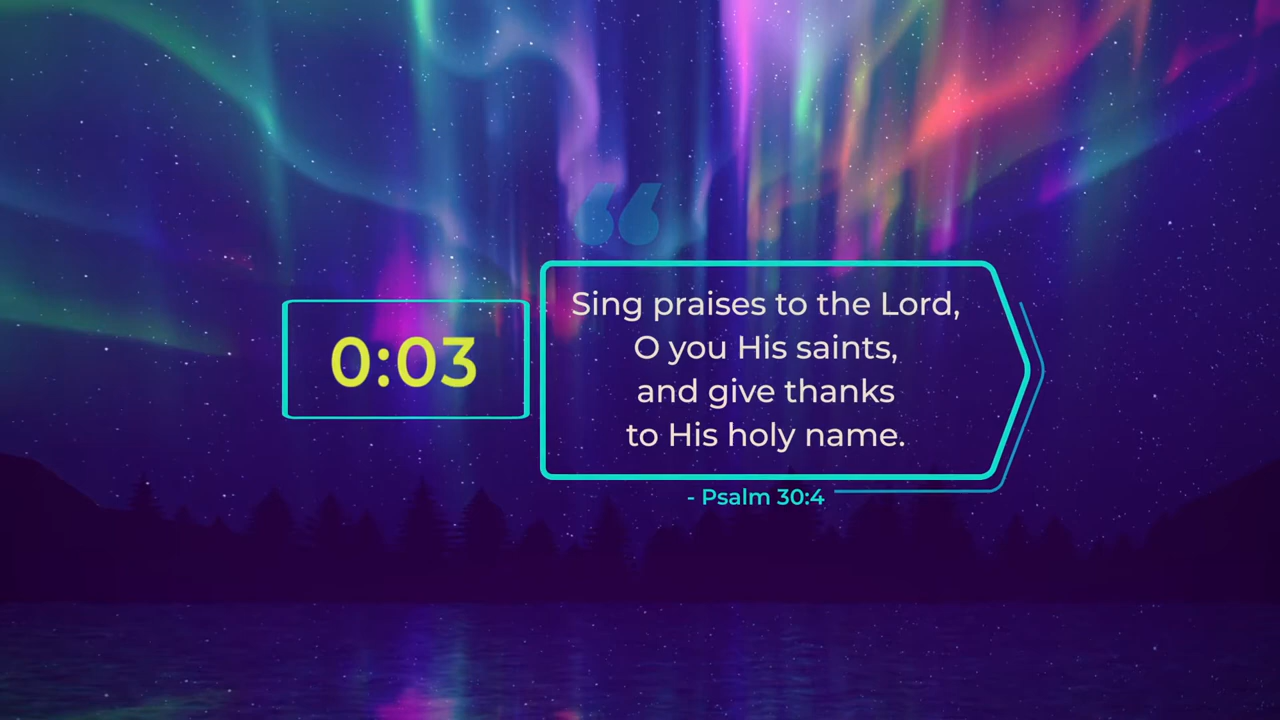 0:03
“
Sing praises to the Lord,
O you His saints,
and give thanks
to His holy name.
- Psalm 30:4